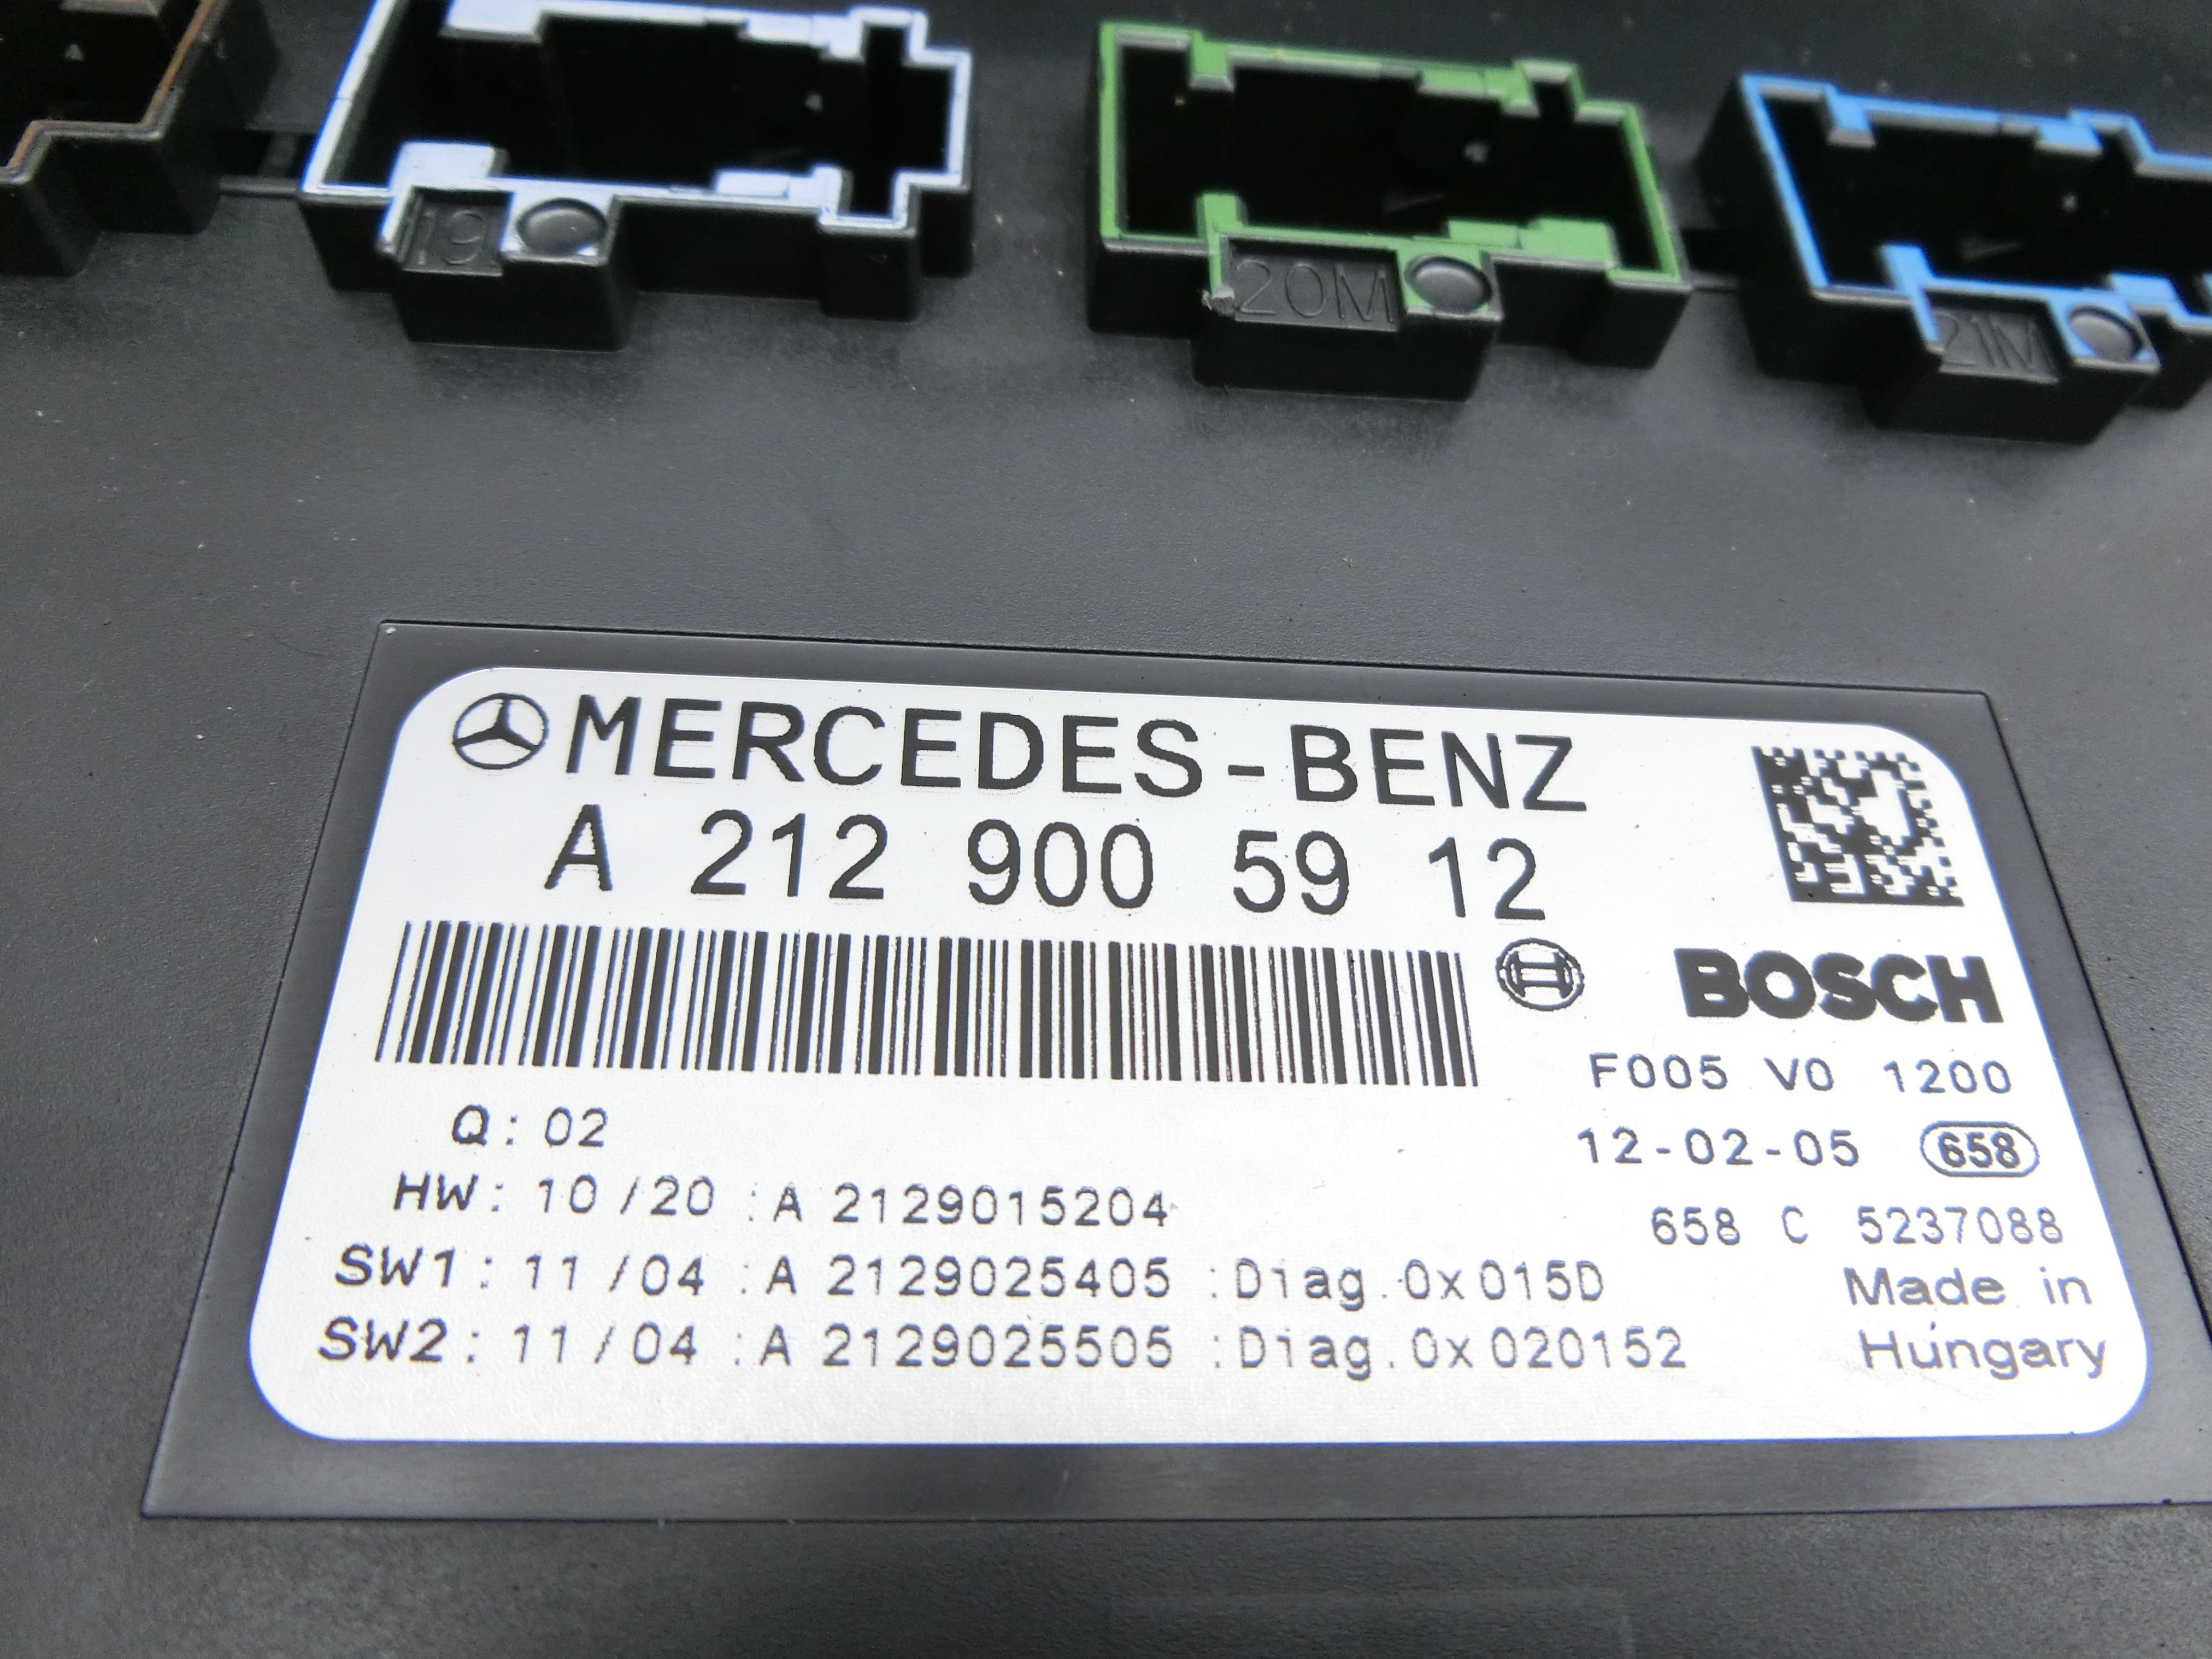 19
20M
21M
MERCEDES-BENZ
A 212 900 59 12
BOSCH
F005 V0 1200
Q: 02
12-02-05 658
HW: 10/20 :A 2129015204
658 C 5237088
SW1: 11/04 :A 2129025405 :Diag.0x015D
Made in
SW2: 11/04 :A 2129025505 :Diag.0x020152
Hungary